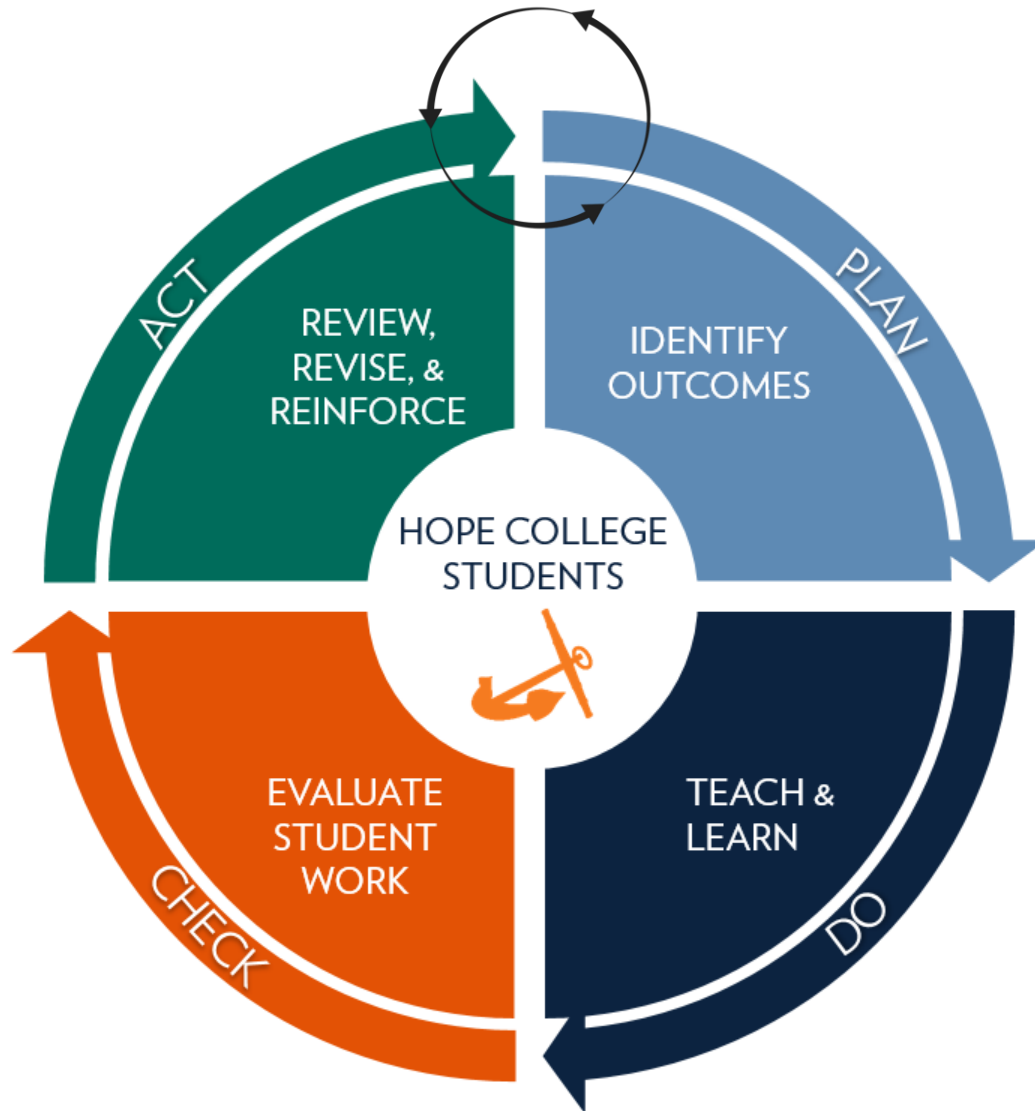 ACT
REVIEW,
REVISE, &
REINFORCE
PLAN
IDENTIFY
OUTCOMES
HOPE COLLEGE
STUDENTS
DO
TEACH &
LEARN
CHECK
EVALUATE
STUDENT
WORK